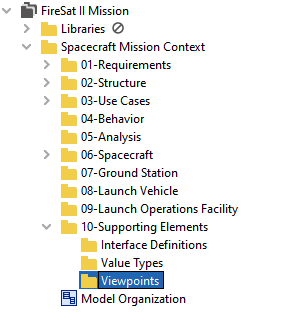 FireSat II Mission
Libraries
Spacecraft Mission Context
01-Requirements
02-Structure
03-Use Cases
04-Behavior
05-Analysis
06-Spacecraft
07-Ground Station
08-Launch Vehicle
09-Launch Operations Facility
10-Supporting Elements
Interface Definitions
Value Types
Viewpoints
Model Organization